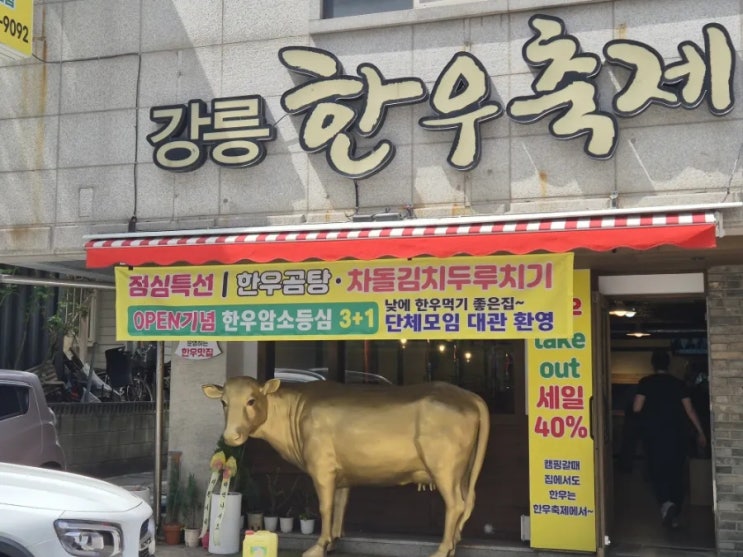 -9092
강릉 한우축제
점심특선 / 한우곰탕·차돌김치두루치기
OPEN기념 한우암소등심 3+1
낮에 한우먹기 좋은집~
단체모임 대관 환영
한우맛집
take
out
세일
40%
캠핑갈때
집에서도
한우는
한우축제에서~